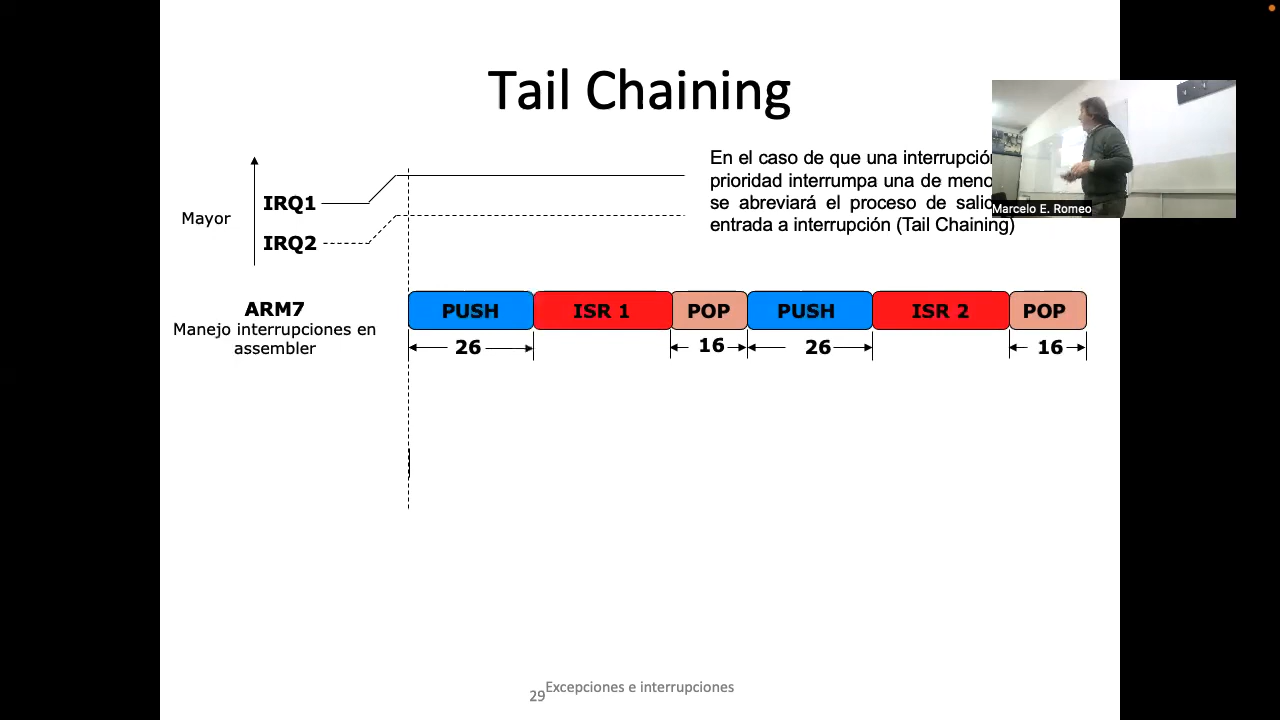 Tail Chaining
En el caso de que una interrupción
prioridad interrumpa una de
se abreviará el proceso de
entrada a interrupción (Tail Chaining)
Marcelo E. Romeo
Mayor
IRQ1
IRQ2
ARM7
Manejo interrupciones en
assembler
PUSH ISR 1 POP PUSH ISR 2 POP
26 16 26 16
29 Excepciones e interrupciones